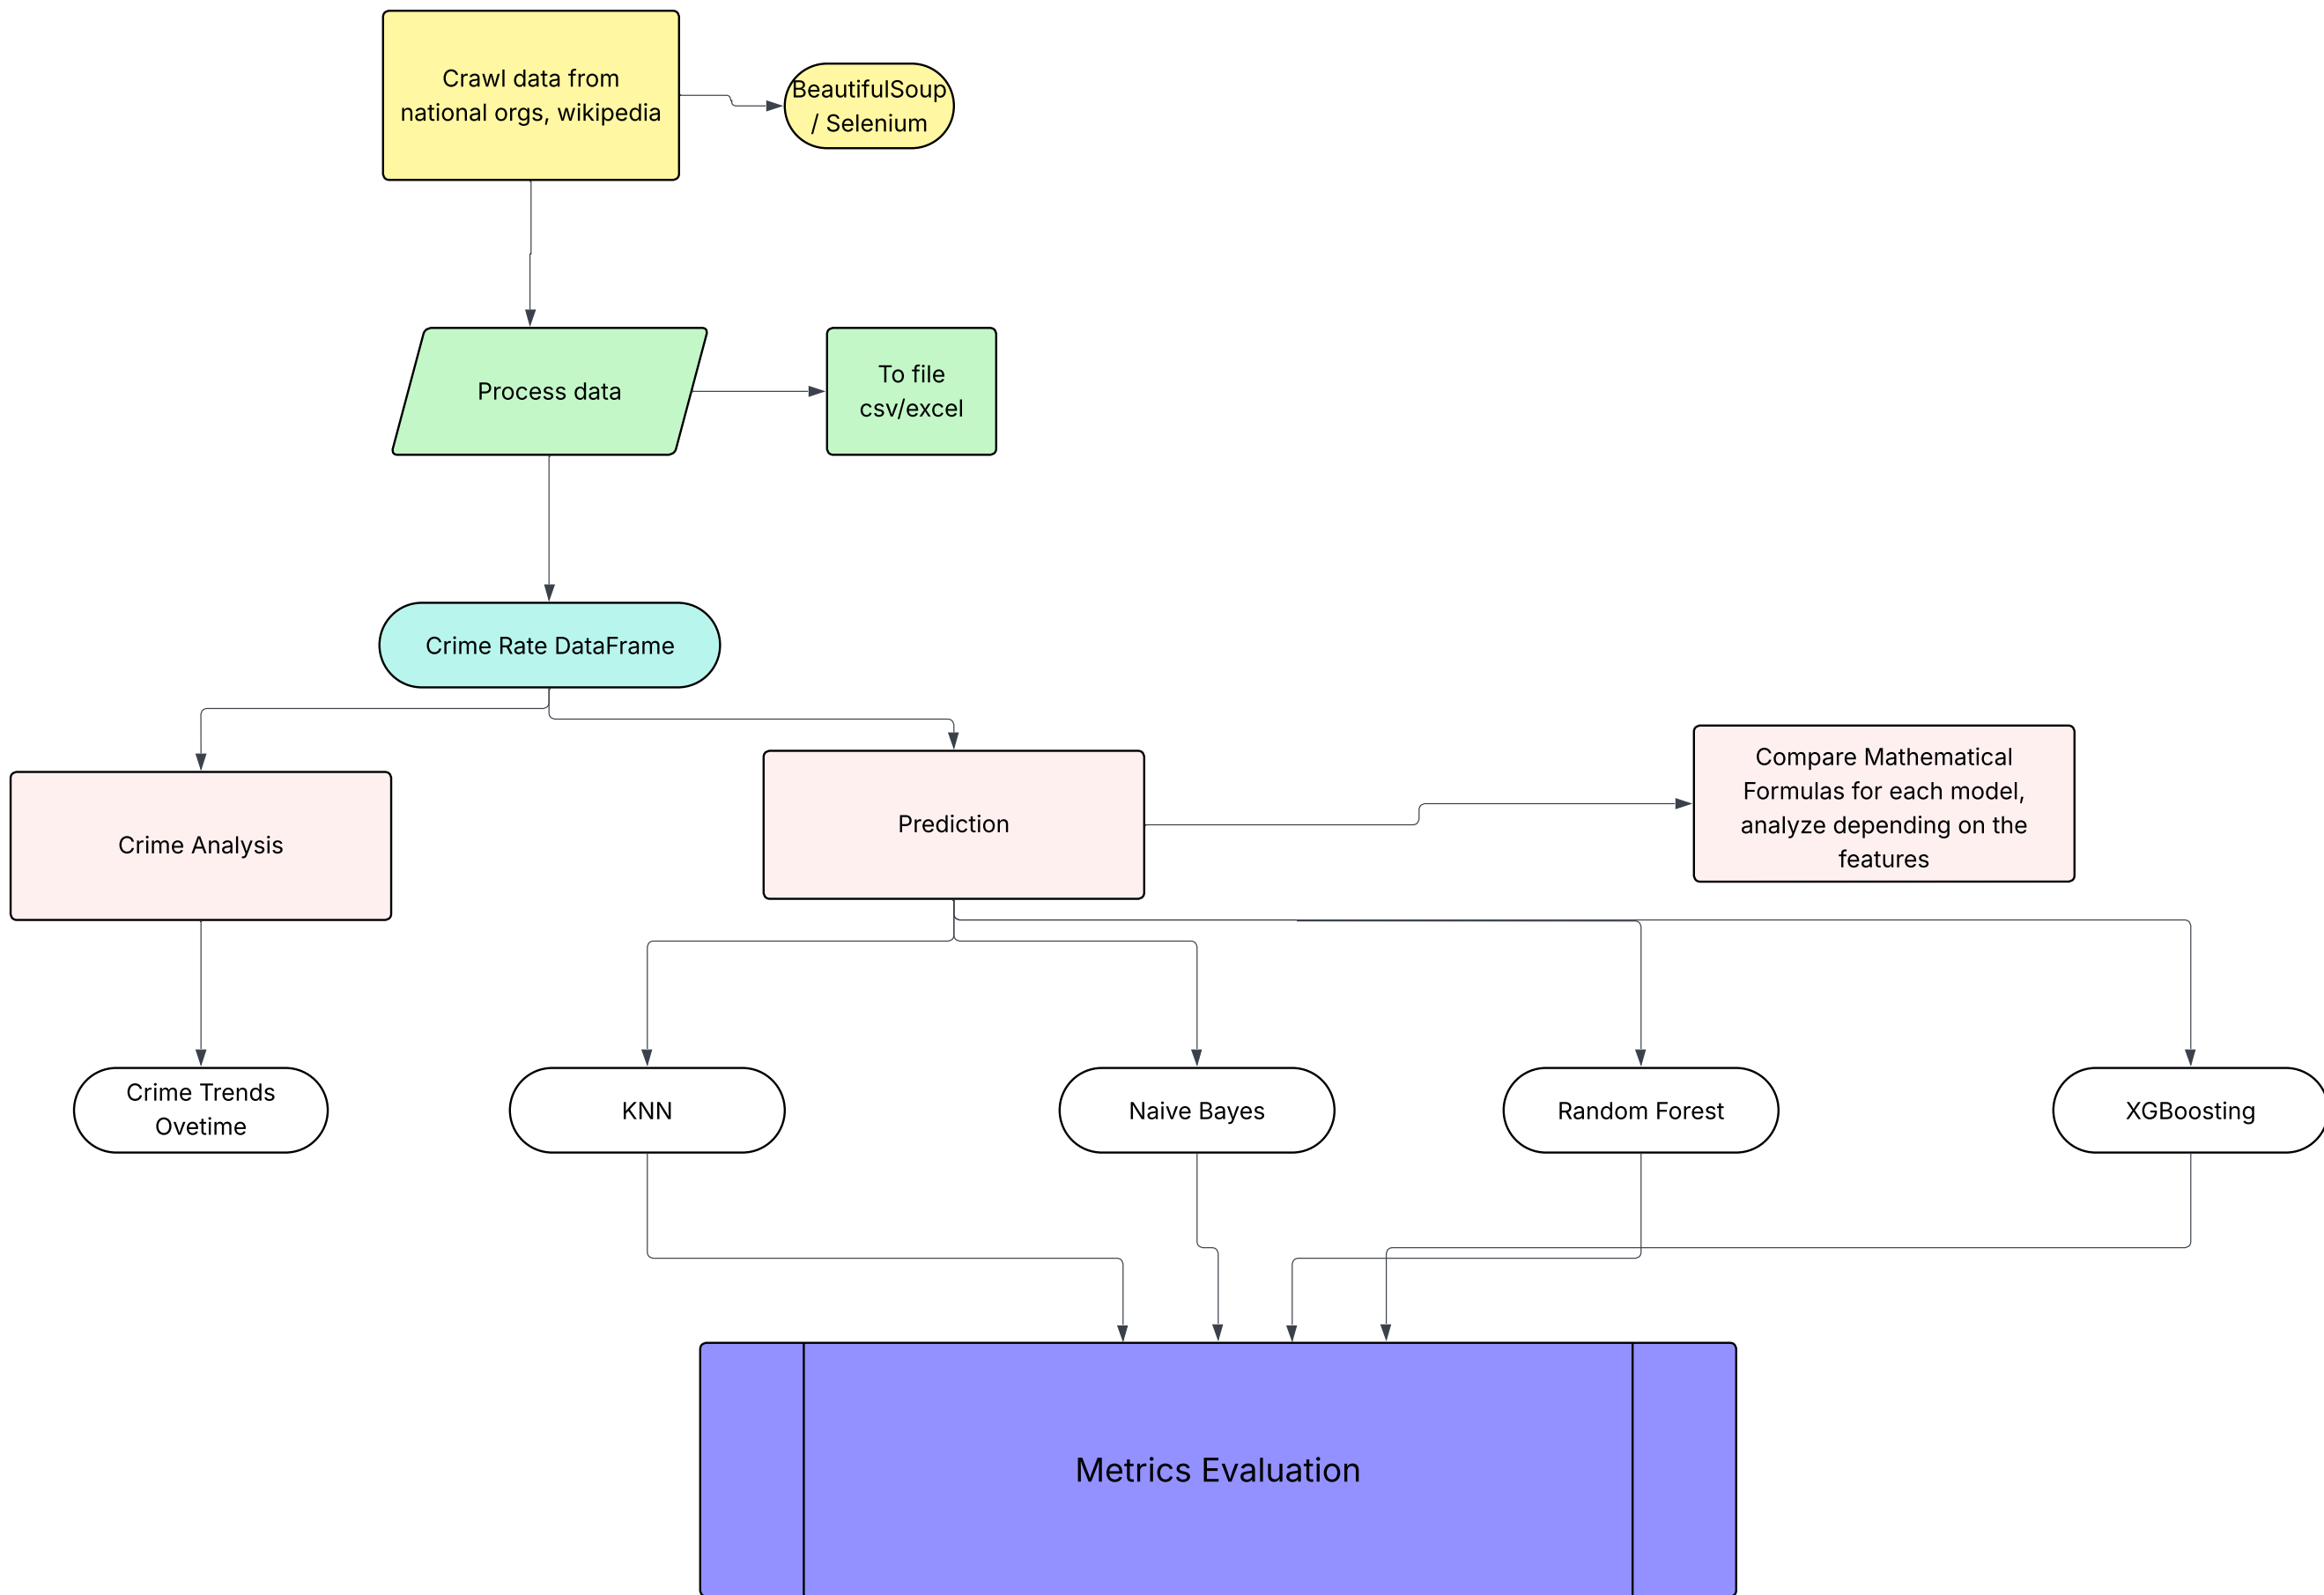 Crawl data from
national orgs, wikipedia
BeautifulSoup
/ Selenium
Process data
To file
csv/excel
Crime Rate DataFrame
Crime Analysis
Prediction
Compare Mathematical
Formulas for each model,
analyze depending on the
features
Crime Trends
Ovetime
KNN
Naive Bayes
Random Forest
XGBoosting
Metrics Evaluation